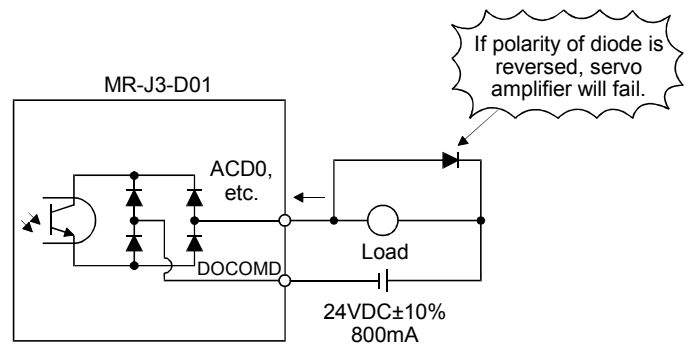 If polarity of diode is
reversed, servo
amplifier will fail.
MR-J3-D01
ACD0,
etc.
Load
DOCOMD
24VDC±10%
800mA